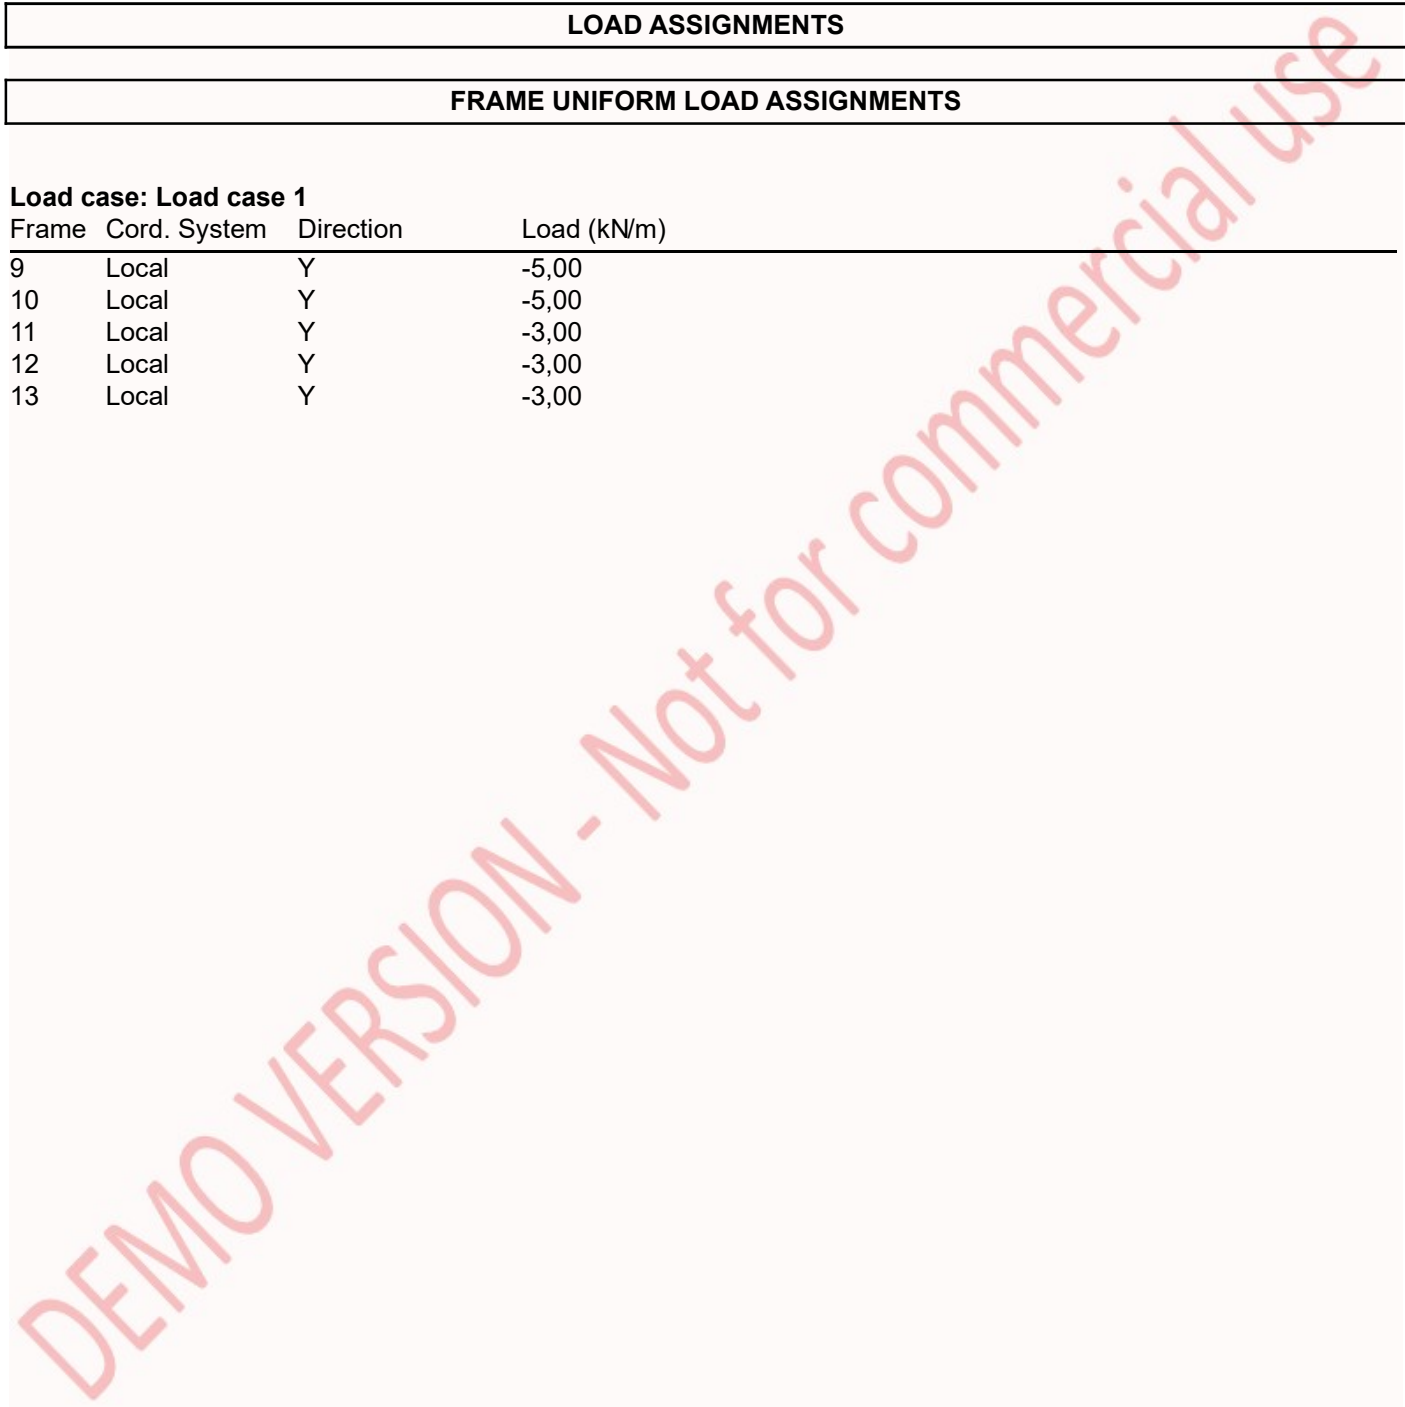 LOAD ASSIGNMENTS
FRAME UNIFORM LOAD ASSIGNMENTS
Load case: Load case 1
Frame Cord. System Direction Load (kN/m)
9 Local Y -5,00
10 Local Y -5,00
11 Local Y -3,00
12 Local Y -3,00
13 Local Y -3,00
DEMO VERSION - Not for commercial use